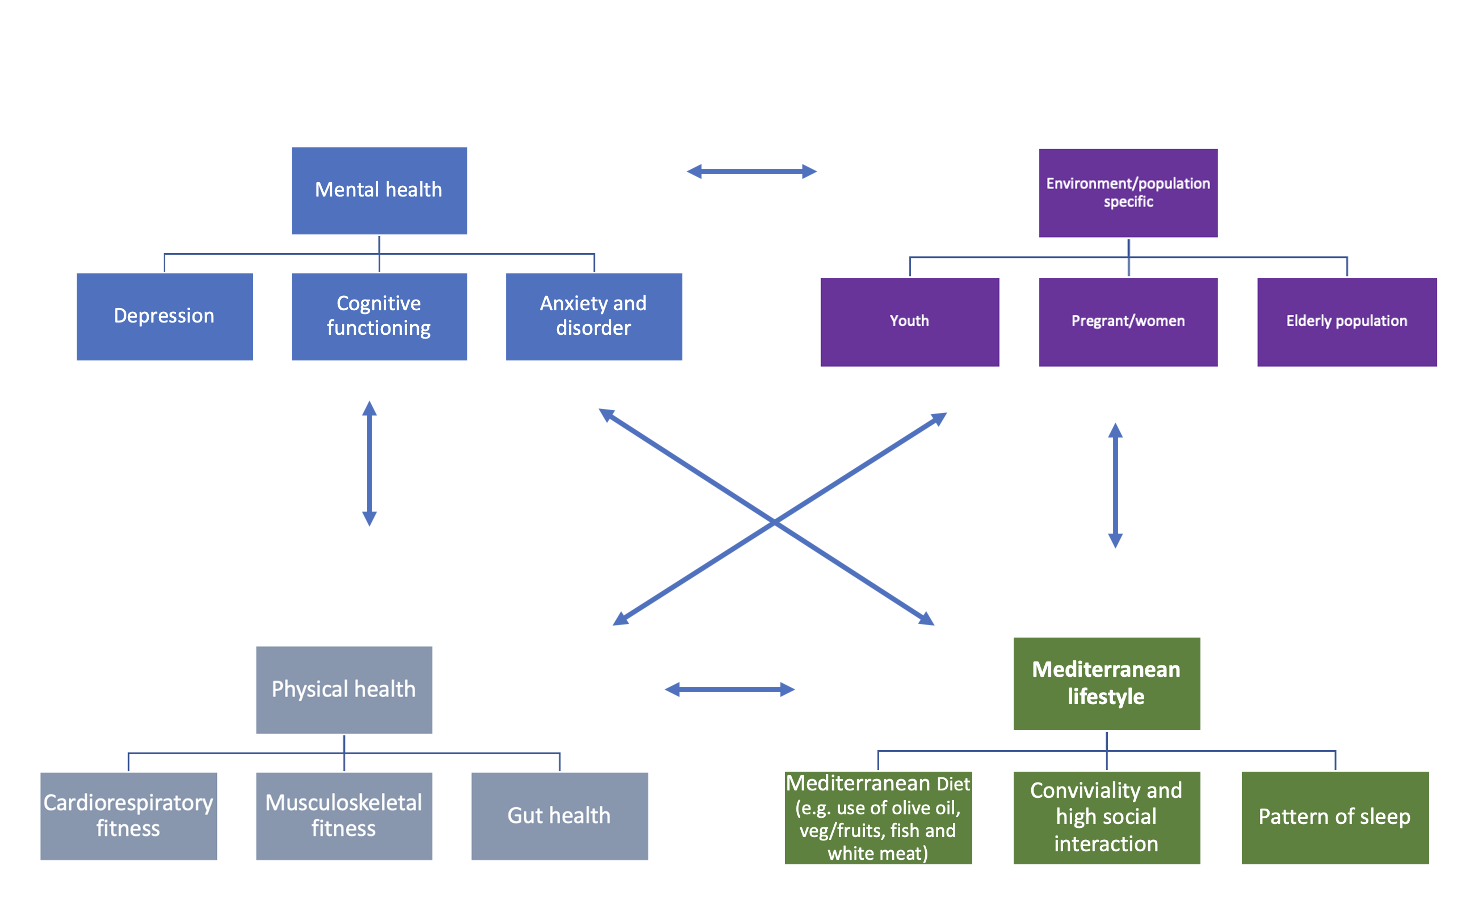 Mental health
Depression
Cognitive
functioning
Anxiety and
disorder
Environment/population
specific
Youth
Pregrant/women
Elderly population
Physical health
Cardiorespiratory
fitness
Musculoskeletal
fitness
Gut health
Mediterranean
lifestyle
Mediterranean Diet
(e.g. use of olive oil,
veg/fruits, fish and
white meat)
Conviviality and
high social
interaction
Pattern of sleep